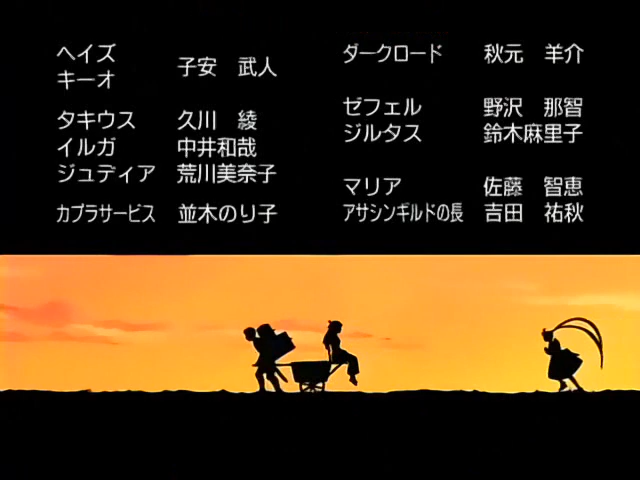 ヘイズ
キーオ 子安 武人
タキウス 久川 綾
イルガ 中井和哉
ジュディア 荒川美奈子
カプラサービス 並木のり子
ダークロード 秋元 羊介
ゼフェル 野沢 那智
ジルタス 鈴木麻里子
マリア 佐藤 智恵
アサシンギルドの長 吉田 祐秋